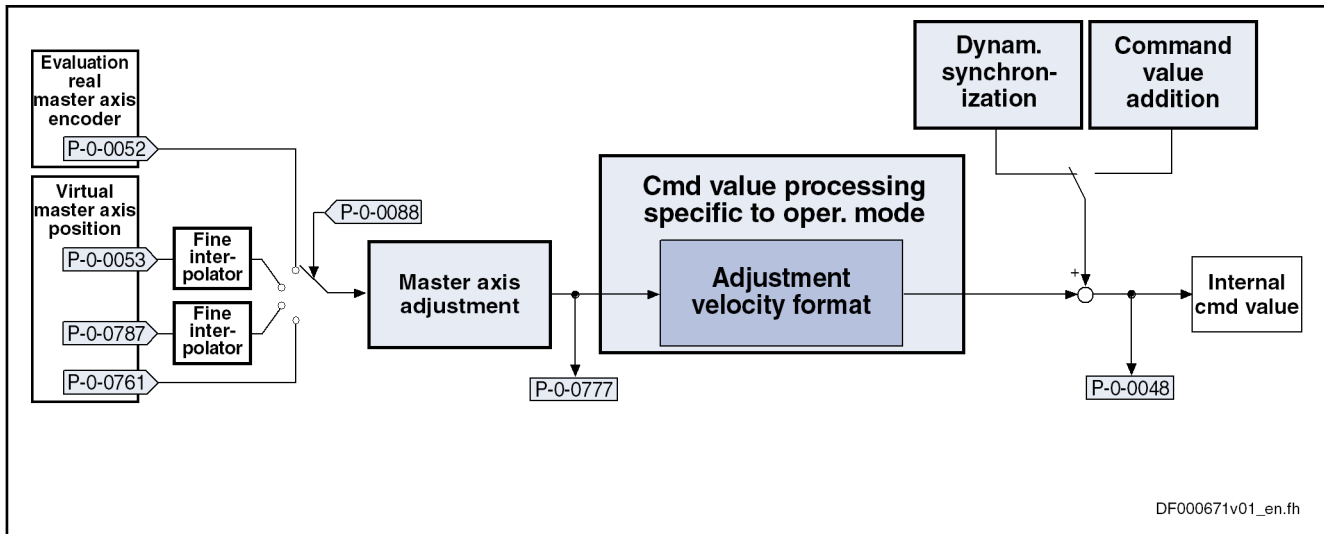 Evaluation
real
master axis
encoder
P-0-0052
Virtual
master axis
position
P-0-0053
P-0-0787
P-0-0761
Fine
inter-
polator
Fine
inter-
polator
P-0-0088
Master axis
adjustment
P-0-0777
Cmd value processing
specific to oper. mode
Adjustment
velocity format
Dynam.
synchron-
ization
Command
value
addition
+
P-0-0048
Internal
cmd value
DF000671v01_en.fh